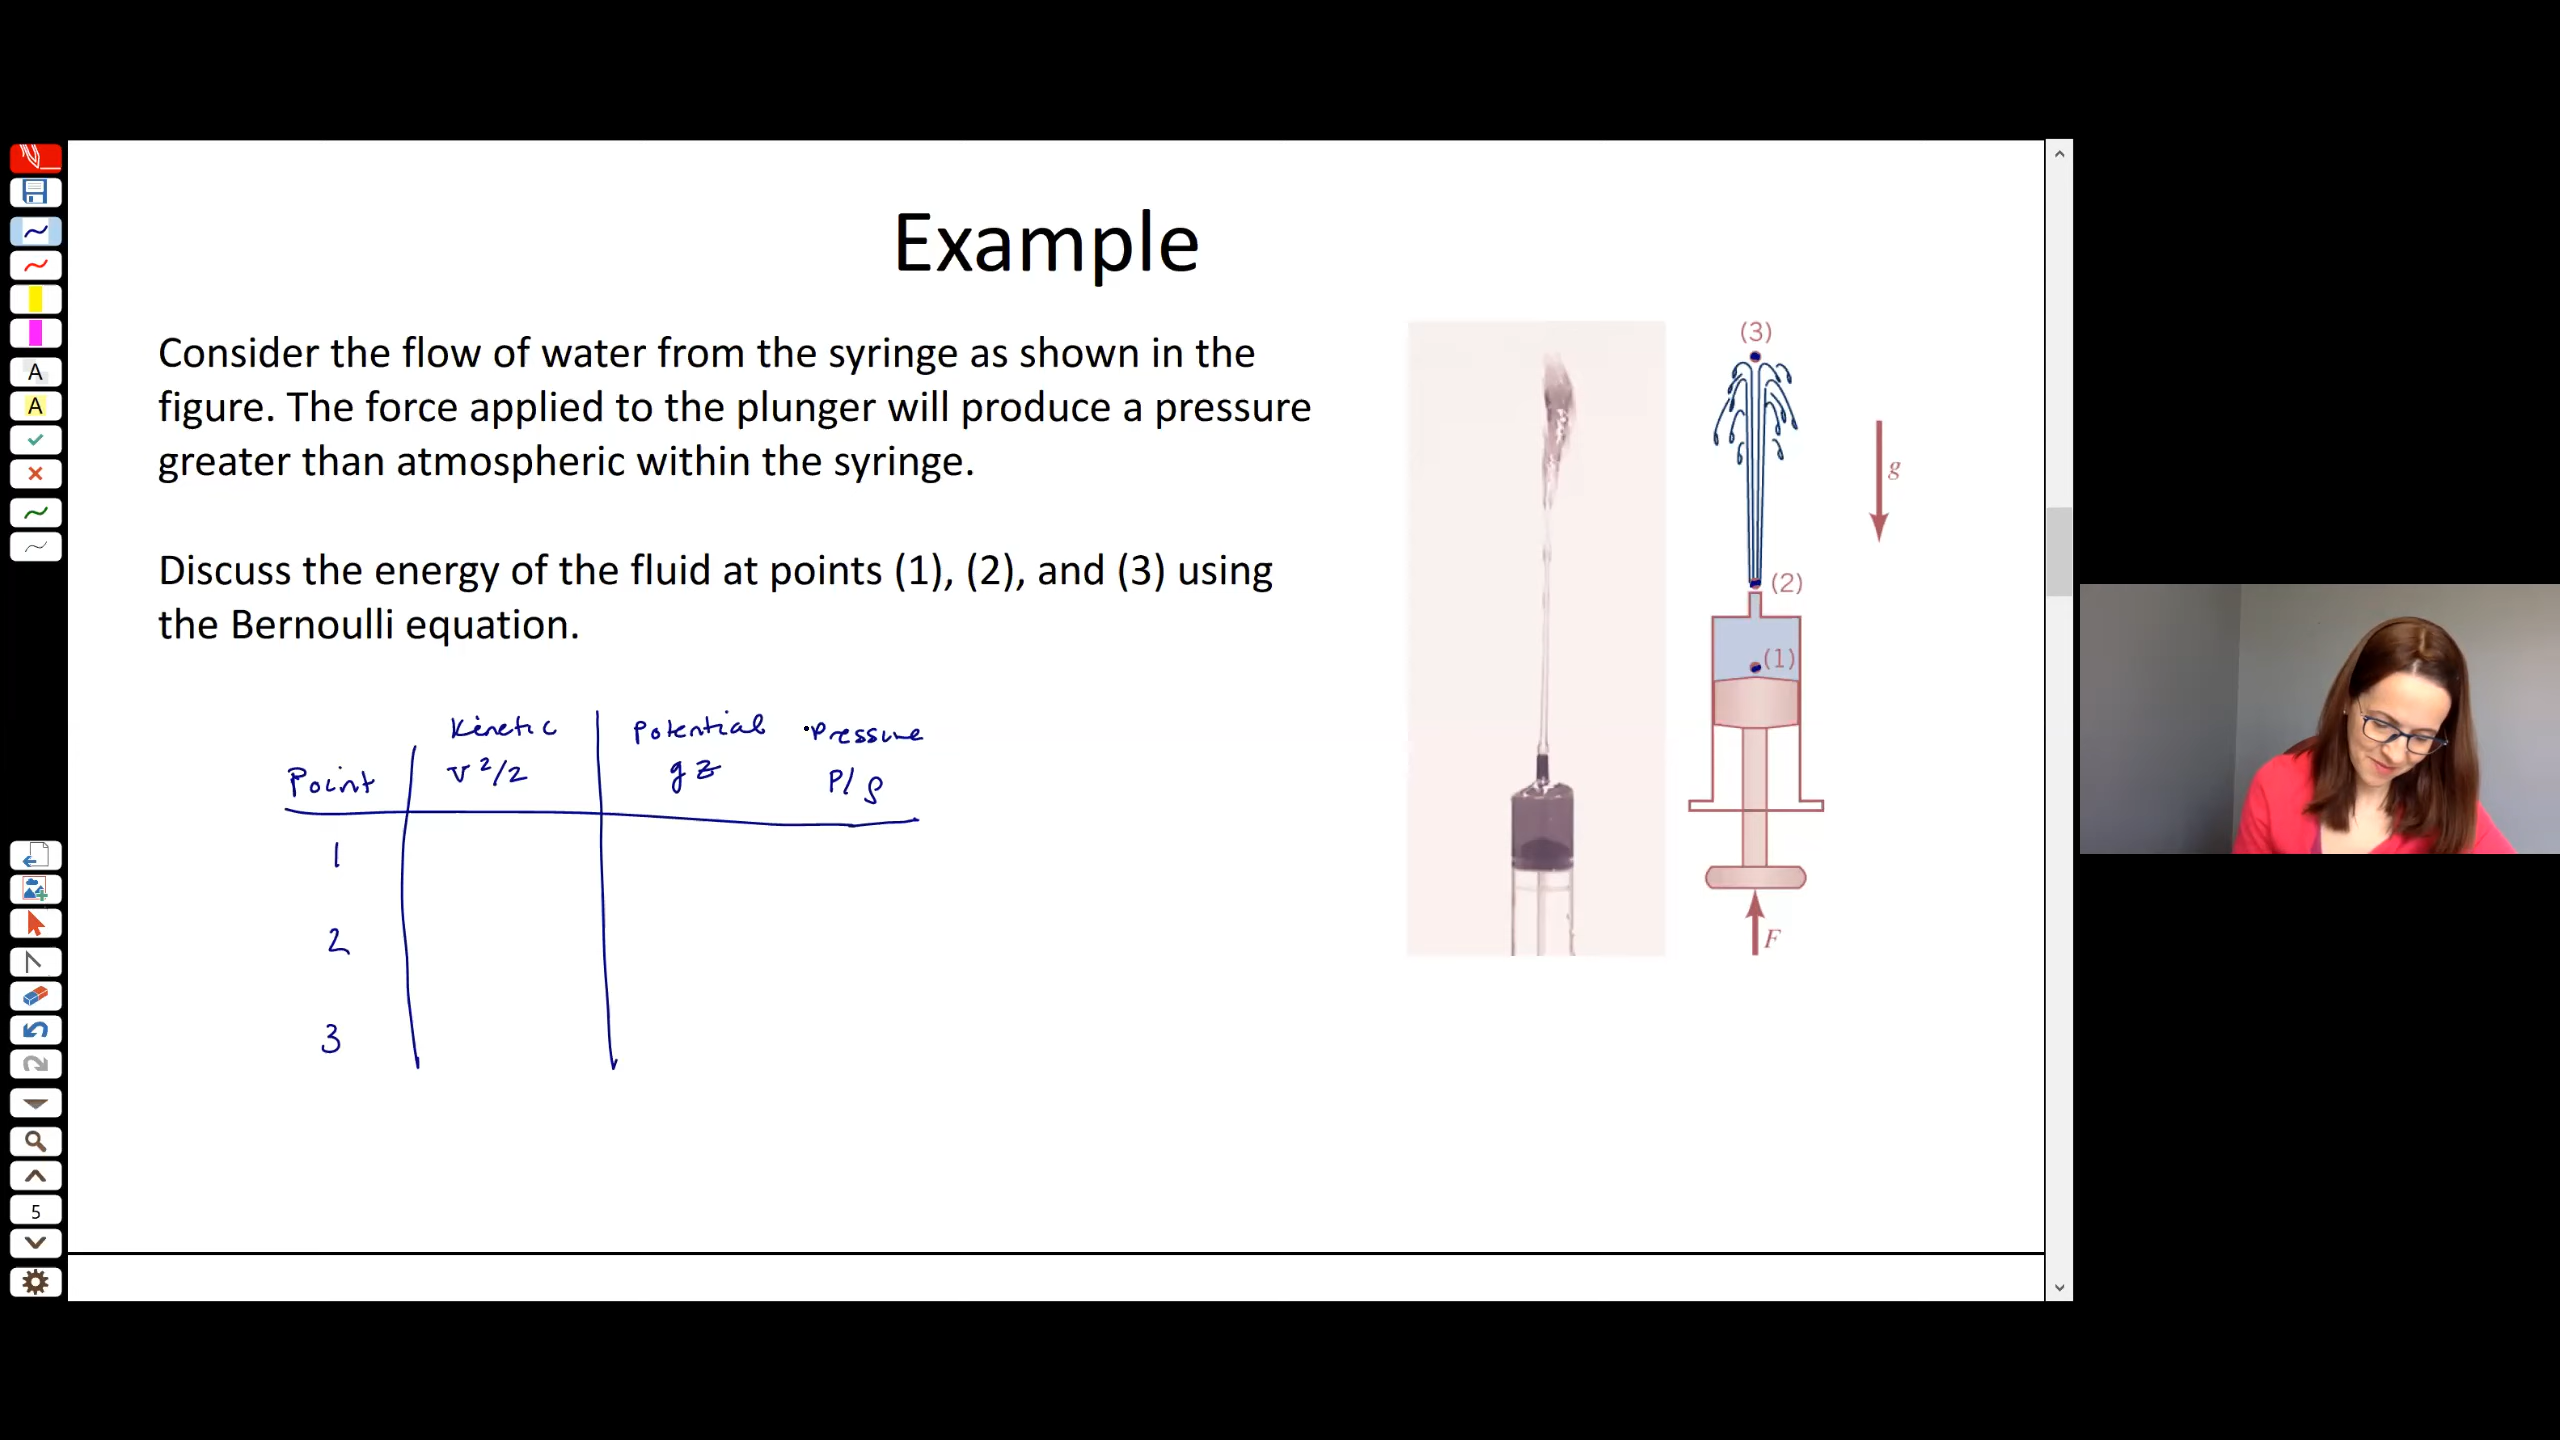 Example
Consider the flow of water from the syringe as shown in the
figure. The force applied to the plunger will produce a pressure
greater than atmospheric within the syringe.
Discuss the energy of the fluid at points (1), (2), and (3) using
the Bernoulli equation.
Point
Kinetic
v²/2
Potential
gz
Pressure
P/ρ
1
2
3
(3)
g
(2)
(1)
F
A
A
5